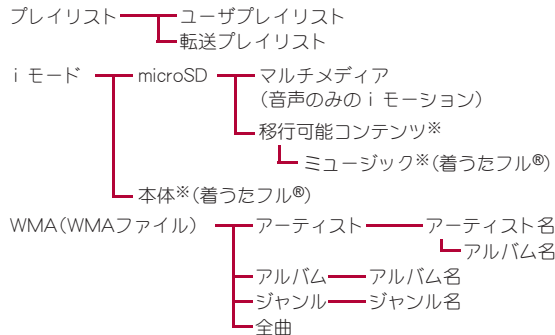 プレイリスト ユーザプレイリスト
転送プレイリスト
i モード microSD マルチメディア
(音声のみの i モーション)
移行可能コンテンツ※
ミュージック※(着うたフル®)
本体※(着うたフル®)
WMA(WMAファイル) アーティスト アーティスト名
アルバム名
アルバム アルバム名
ジャンル ジャンル名
全曲